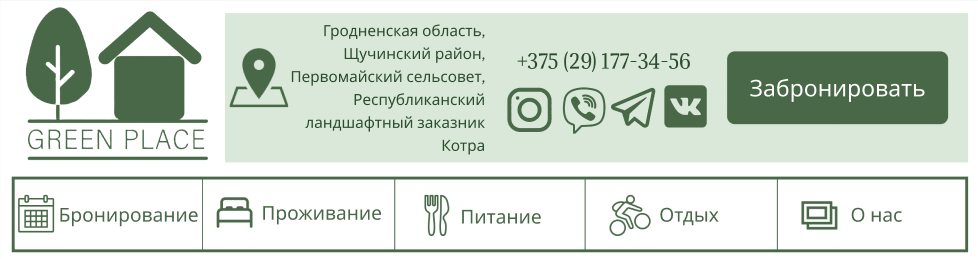 GREEN PLACE
Гродненская область,
Щучинский район,
Первомайский сельсовет,
Республиканский
ландшафтный заказник
Котра
+375 (29) 177-34-56
Забронировать
Бронирование
Проживание
Питание
Отдых
О нас